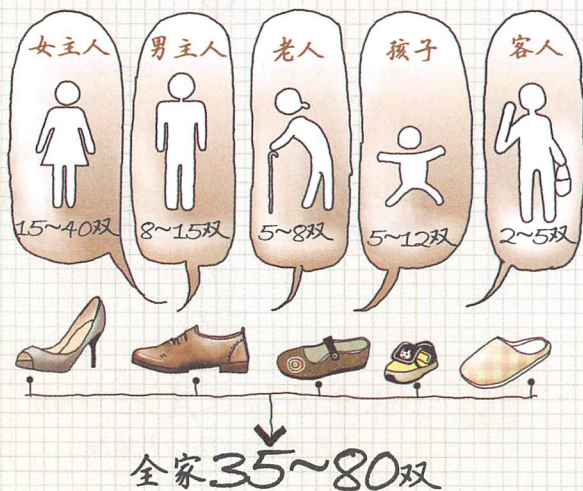 女主人
男主人
老人
孩子
客人
15~40双
8~15双
5~8双
5~12双
2~5双
全家35~80双